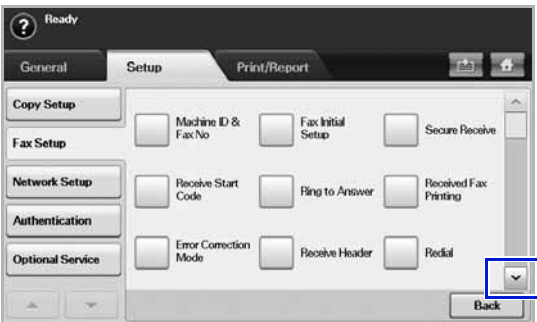 ? Ready
General Setup Print/Report
Copy Setup
Fax Setup
Network Setup
Authentication
Optional Service
Machine ID &
Fax No
Fax Initial
Setup
Secure Receive
Receive Start
Code
Ring to Answer
Received Fax
Printing
Error Correction
Mode
Receive Header
Redial
Back